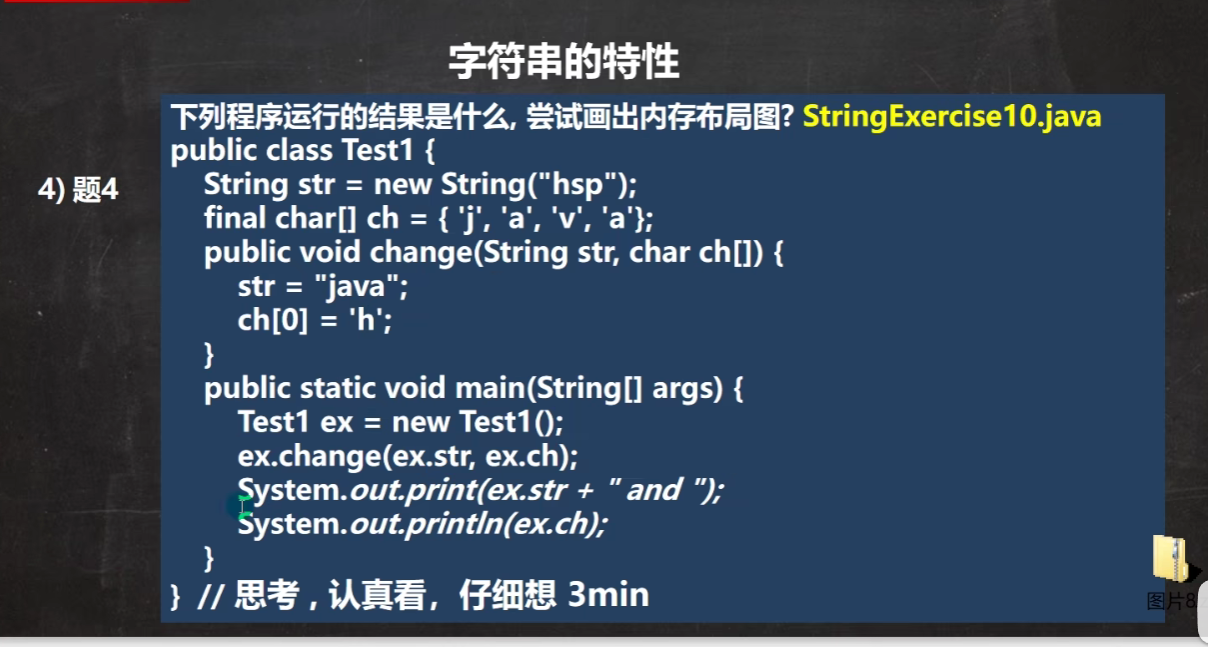 字符串的特性
4) 题4
下列程序运行的结果是什么, 尝试画出内存布局图? StringExercise10.java
public class Test1 {
String str = new String("hsp");
final char[] ch = { 'j', 'a', 'v', 'a'};
public void change(String str, char ch[]) {
str = "java";
ch[0] = 'h';
}
public static void main(String[] args) {
Test1 ex = new Test1();
ex.change(ex.str, ex.ch);
System.out.print(ex.str + " and ");
System.out.println(ex.ch);
}
} // 思考 , 认真看，仔细想 3min
图片8